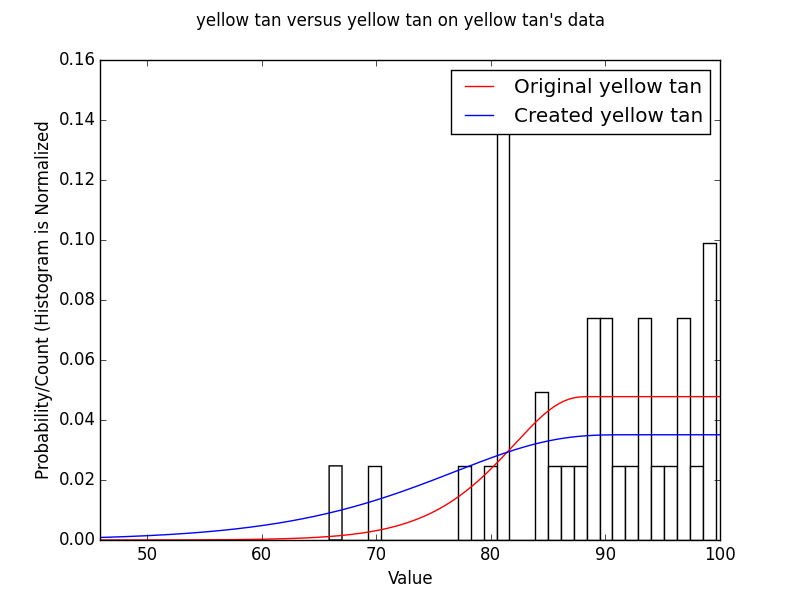 yellow tan versus yellow tan on yellow tan's data
Original yellow tan
Created yellow tan
Probability/Count (Histogram is Normalized
0.16
0.14
0.12
0.10
0.08
0.06
0.04
0.02
0.00
50 60 70 80 90 100
Value